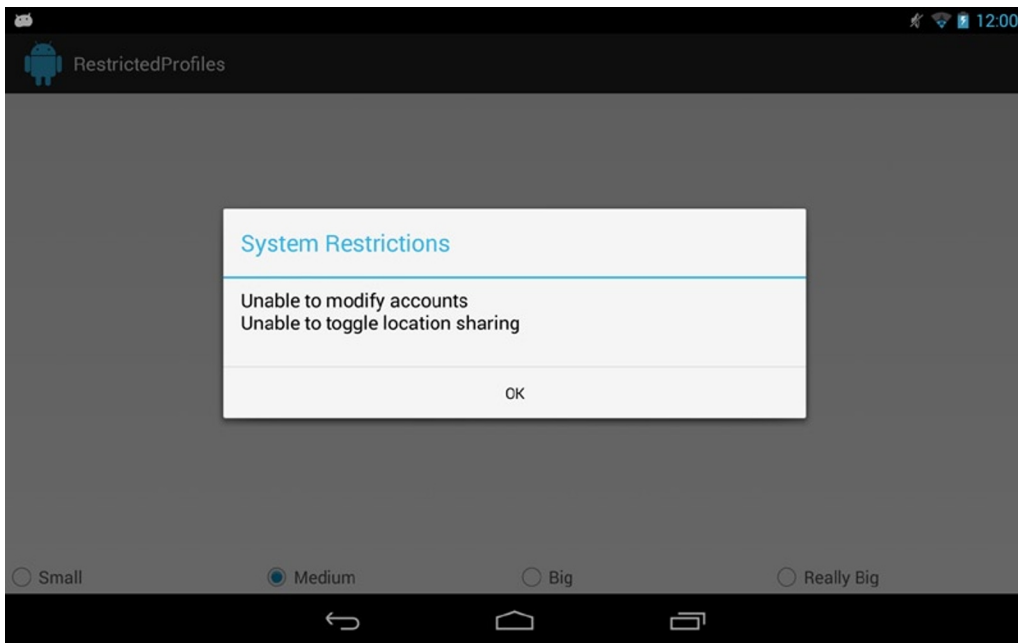 12:00
RestrictedProfiles
System Restrictions
Unable to modify accounts
Unable to toggle location sharing
OK
Small Medium Big Really Big